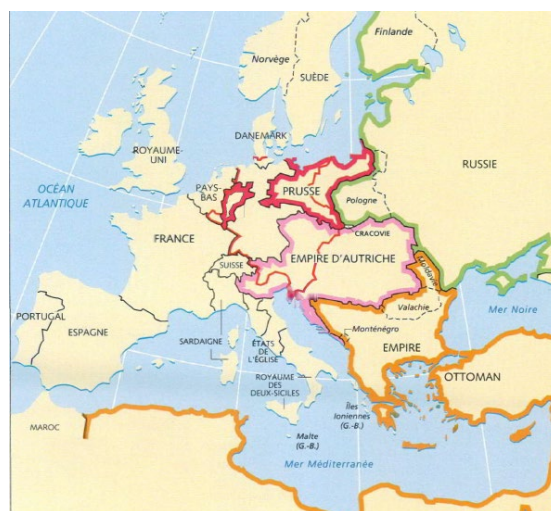 Finlande
Norvège
SUÈDE
DANEMARK
ROYAUME-
UNI
RUSSIE
PAYS-
BAS
PRUSSE
OCÉAN
ATLANTIQUE
Pologne
CRACOVIE
FRANCE
EMPIRE D'AUTRICHE
SUISSE
Moldavie
Valachie
Mer Noire
PORTUGAL
ESPAGNE
Monténégro
SARDAIGNE
ÉTATS
DE
L'ÉGLISE
EMPIRE
OTTOMAN
ROYAUME
DES
DEUX-SICILES
Îles
Ioniennes
(G.-B.)
MAROC
Malte
(G.-B.)
Mer Méditerranée